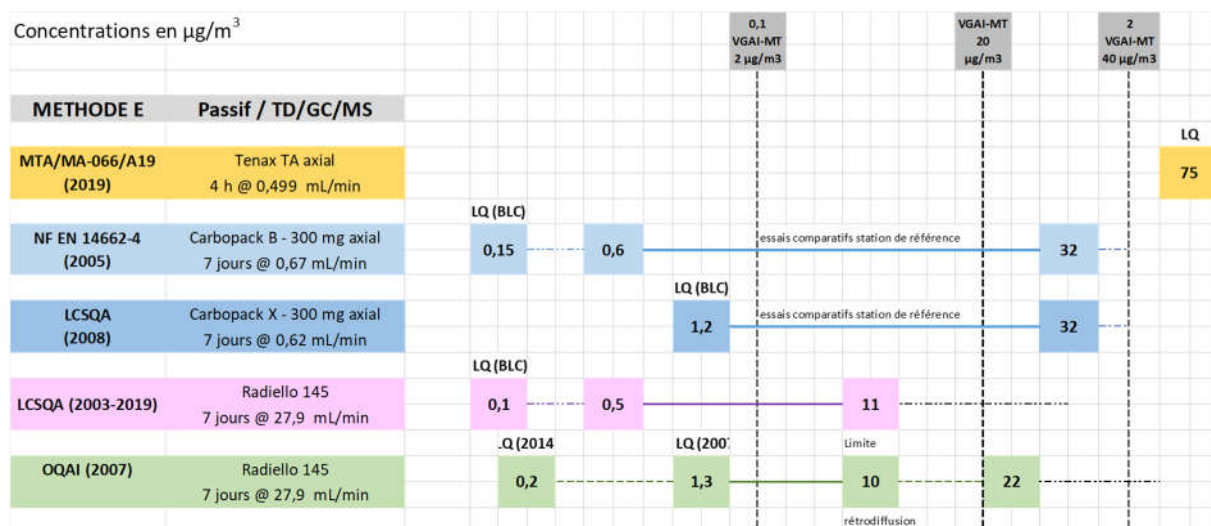 Concentrations en µg/m³
0,1
VGAI-MT
2 µg/m3
VGAI-MT
20
µg/m3
2
VGAI-MT
40 µg/m3
METHODE E
Passif / TD/GC/MS
LQ
MTA/MA-066/A19
(2019)
Tenax TA axial
4 h @ 0,499 mL/min
75
LQ (BLC)
NF EN 14662-4
(2005)
Carbopack B - 300 mg axial
7 jours @ 0,67 mL/min
0,15
0,6
essais comparatifs station de référence
32
LQ (BLC)
LCSQA
(2008)
Carbopack X - 300 mg axial
7 jours @ 0,62 mL/min
1,2
essais comparatifs station de référence
32
LQ (BLC)
LCSQA (2003-2019)
Radiello 145
7 jours @ 27,9 mL/min
0,1
0,5
11
.Q (2014
LQ (200
Limite
OQAI (2007)
Radiello 145
7 jours @ 27,9 mL/min
0,2
1,3
10
22
rétrodiffusion